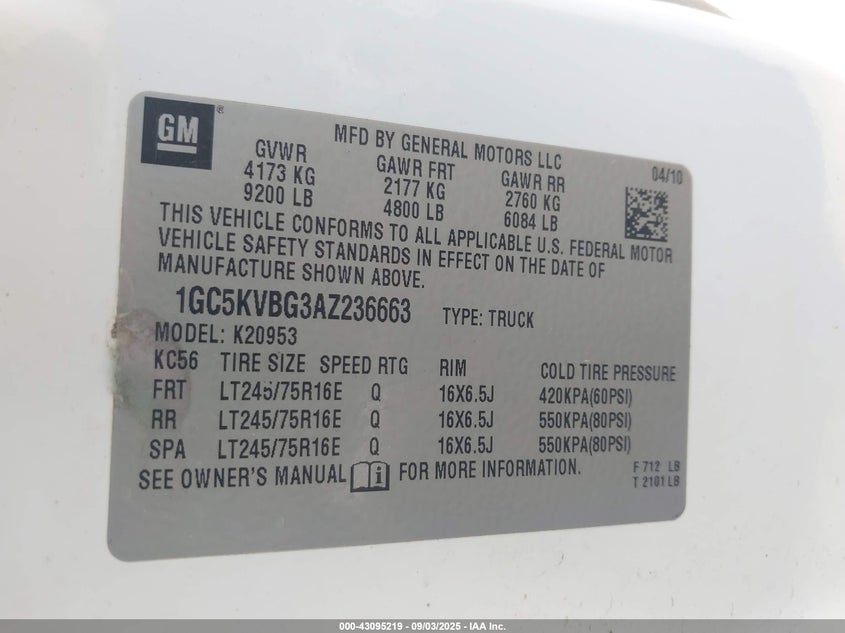 GM®
MFD BY GENERAL MOTORS LLC
04/10
GVWR GAWR FRT GAWR RR
4173 KG 2177 KG 2760 KG
9200 LB 4800 LB 6084 LB
THIS VEHICLE CONFORMS TO ALL APPLICABLE U.S. FEDERAL MOTOR
VEHICLE SAFETY STANDARDS IN EFFECT ON THE DATE OF
MANUFACTURE SHOWN ABOVE.
1GC5KVBG3AZ236663 TYPE: TRUCK
MODEL: K20953
KC56 TIRE SIZE SPEED RTG RIM COLD TIRE PRESSURE
FRT LT245/75R16E Q 16X6.5J 420KPA(60PSI)
RR LT245/75R16E Q 16X6.5J 550KPA(80PSI)
SPA LT245/75R16E Q 16X6.5J 550KPA(80PSI)
SEE OWNER'S MANUAL i FOR MORE INFORMATION.
F 712 LB
T 2101 LB
000-43095219 - 09/03/2025 - IAA Inc.